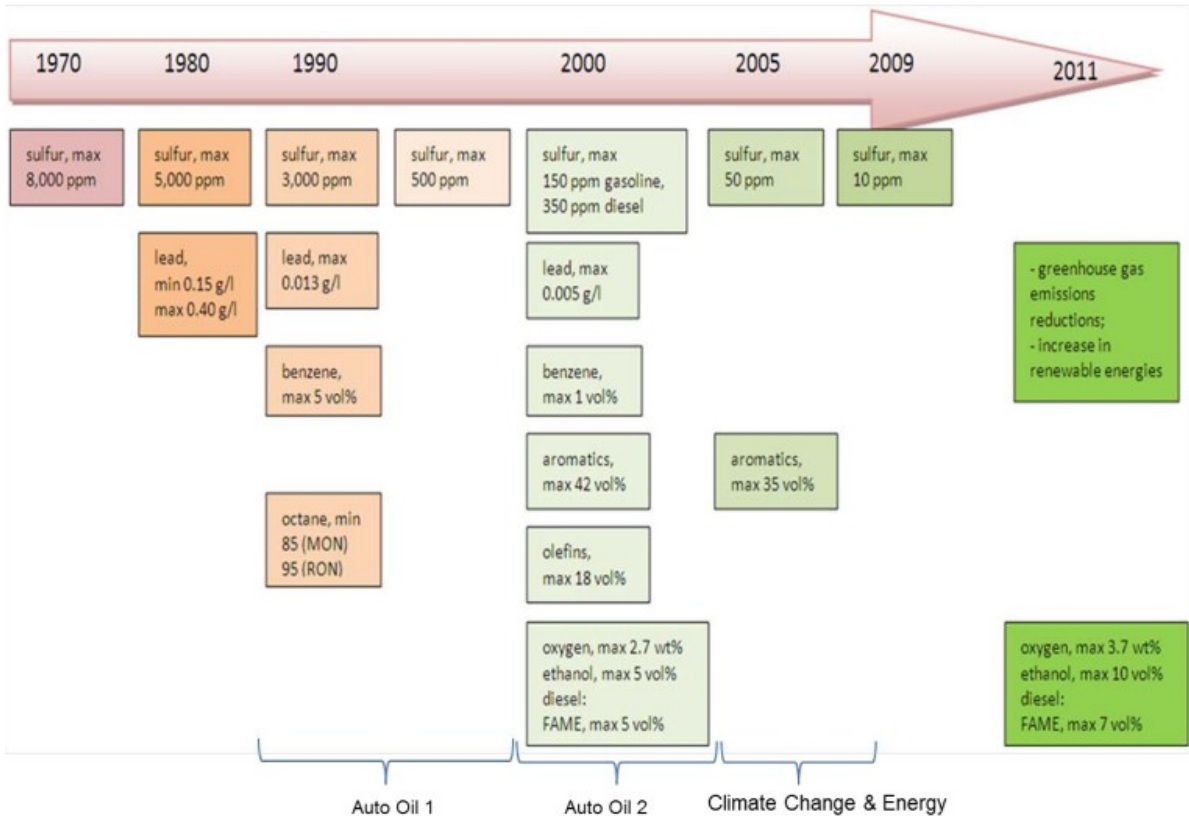 1970
1980
1990
2000
2005
2009
2011
sulfur, max
8,000 ppm
sulfur, max
5,000 ppm
sulfur, max
3,000 ppm
sulfur, max
500 ppm
sulfur, max
150 ppm gasoline,
350 ppm diesel
sulfur, max
50 ppm
sulfur, max
10 ppm
lead,
min 0.15 g/l
max 0.40 g/l
lead, max
0.013 g/l
lead, max
0.005 g/l
- greenhouse gas
emissions
reductions;
- increase in
renewable energies
benzene,
max 5 vol%
benzene,
max 1 vol%
aromatics,
max 42 vol%
aromatics,
max 35 vol%
octane, min
85 (MON)
95 (RON)
olefins,
max 18 vol%
oxygen, max 2.7 wt%
ethanol, max 5 vol%
diesel:
FAME, max 5 vol%
oxygen, max 3.7 wt%
ethanol, max 10 vol%
diesel:
FAME, max 7 vol%
Auto Oil 1
Auto Oil 2
Climate Change & Energy